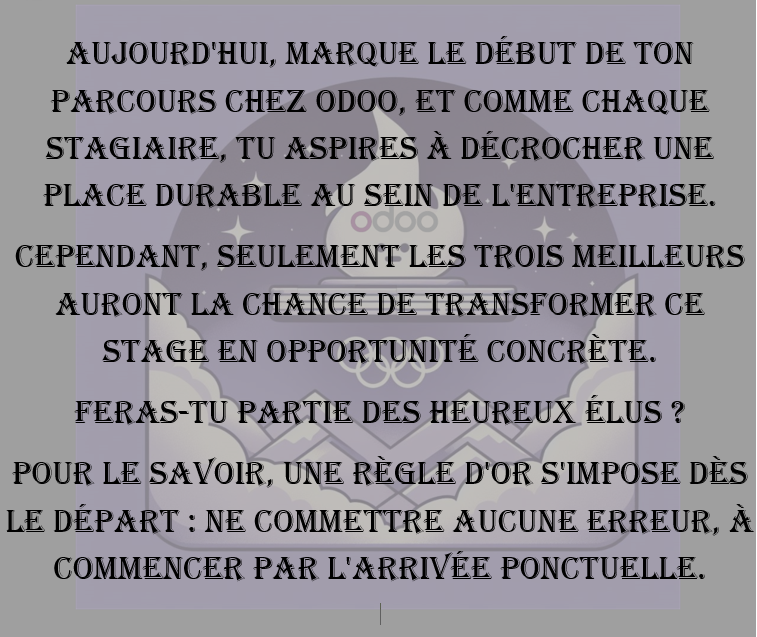 AUJOURD'HUI, MARQUE LE DÉBUT DE TON
PARCOURS CHEZ ODOO, ET COMME CHAQUE
STAGIAIRE, TU ASPIRES À DÉCROCHER UNE
PLACE DURABLE AU SEIN DE L'ENTREPRISE.
odoo
CEPENDANT, SEULEMENT LES TROIS MEILLEURS
AURONT LA CHANCE DE TRANSFORMER CE
STAGE EN OPPORTUNITÉ CONCRÈTE.
FERAS-TU PARTIE DES HEUREUX ÉLUS ?
POUR LE SAVOIR, UNE RÈGLE D'OR S'IMPOSE DÈS
LE DÉPART : NE COMMETTRE AUCUNE ERREUR, À
COMMENCER PAR L'ARRIVÉE PONCTUELLE.